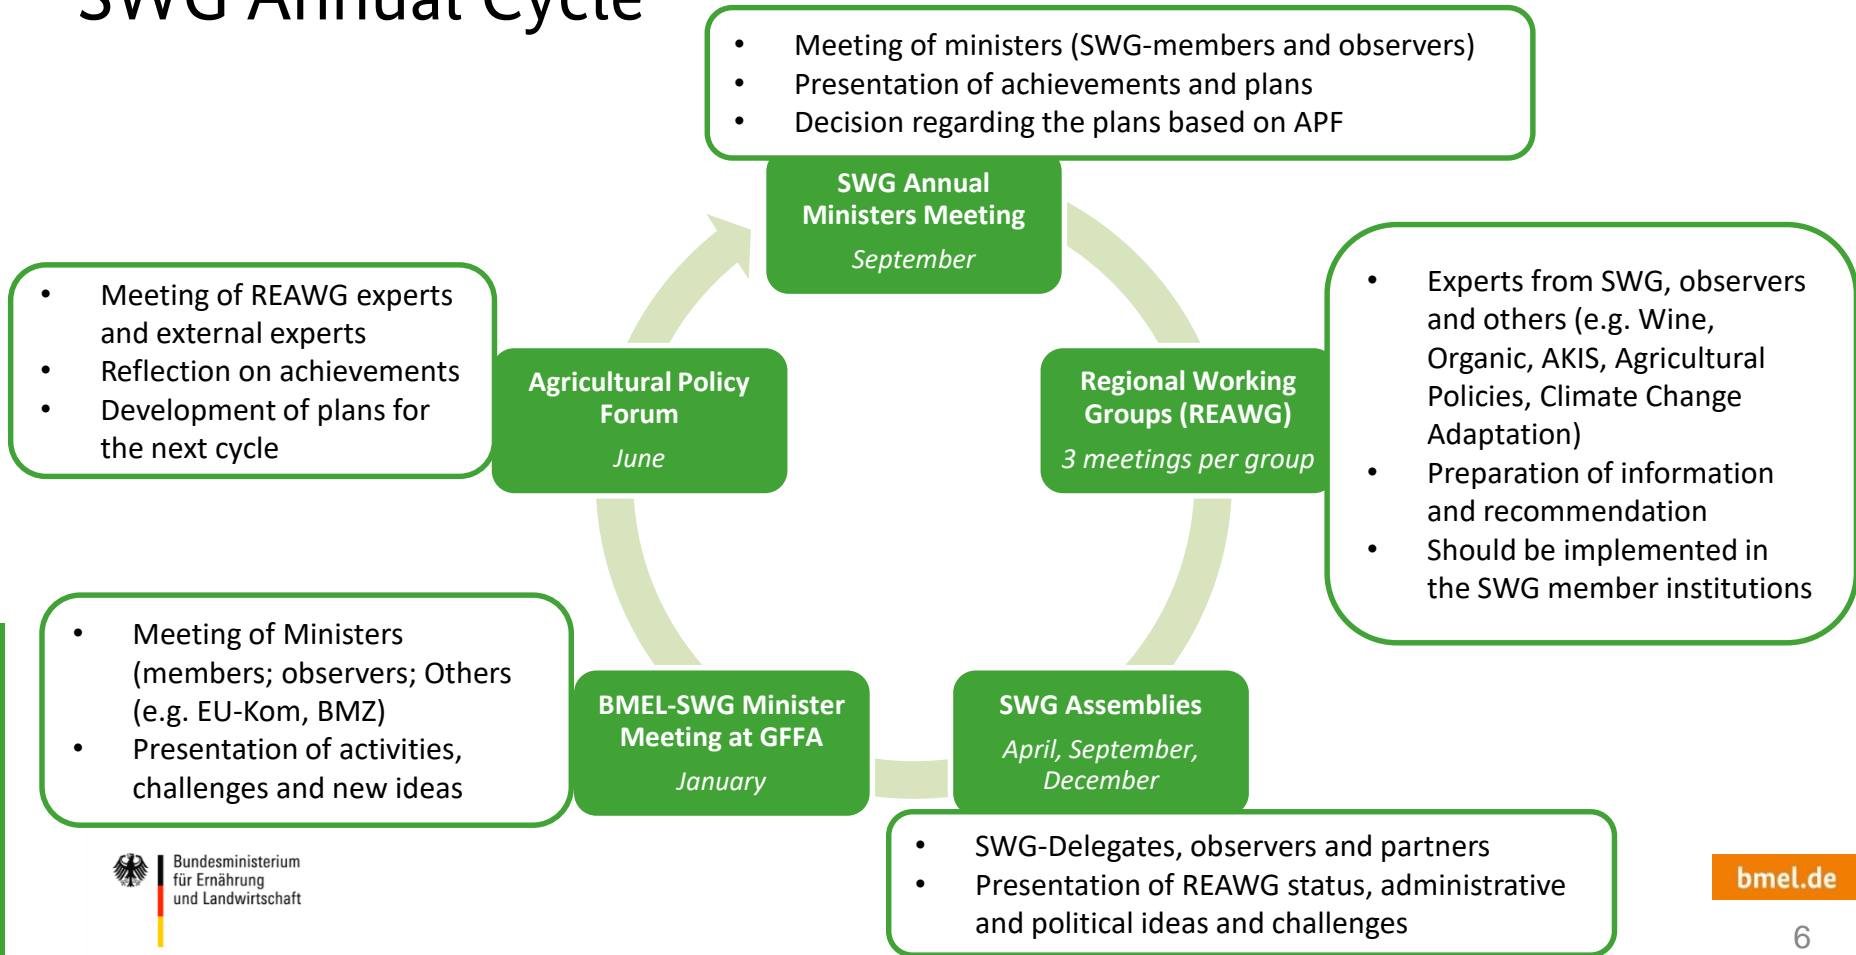 SWG Annual Cycle
• Meeting of ministers (SWG-members and observers)
• Presentation of achievements and plans
• Decision regarding the plans based on APF
SWG Annual
Ministers Meeting
September
• Experts from SWG, observers
and others (e.g. Wine,
Organic, AKIS, Agricultural
Policies, Climate Change
Adaptation)
• Preparation of information
and recommendation
• Should be implemented in
the SWG member institutions
Regional Working
Groups (REAWG)
3 meetings per group
• Meeting of REAWG experts
and external experts
• Reflection on achievements
• Development of plans for
the next cycle
Agricultural Policy
Forum
June
• Meeting of Ministers
(members; observers; Others
(e.g. EU-Kom, BMZ)
• Presentation of activities,
challenges and new ideas
BMEL-SWG Minister
Meeting at GFFA
January
SWG Assemblies
April, September,
December
• SWG-Delegates, observers and partners
• Presentation of REAWG status, administrative
and political ideas and challenges
Bundesministerium
für Ernährung
und Landwirtschaft
bmel.de
6